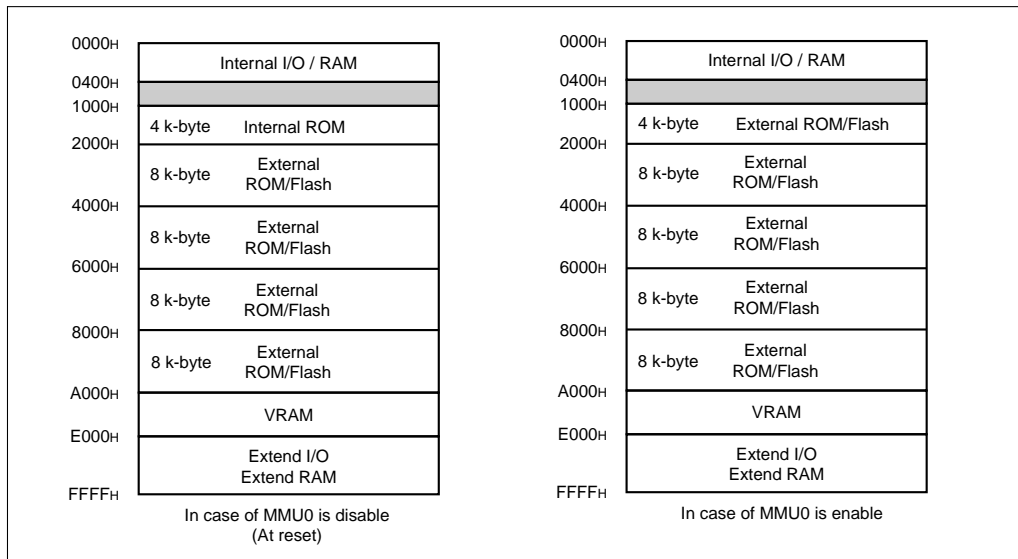 0000H
Internal I/O / RAM
0400H
1000H
4 k-byte Internal ROM
2000H
8 k-byte External
ROM/Flash
4000H
8 k-byte External
ROM/Flash
6000H
8 k-byte External
ROM/Flash
8000H
8 k-byte External
ROM/Flash
A000H
VRAM
E000H
Extend I/O
Extend RAM
FFFFH
In case of MMU0 is disable
(At reset)
0000H
Internal I/O / RAM
0400H
1000H
4 k-byte External ROM/Flash
2000H
8 k-byte External
ROM/Flash
4000H
8 k-byte External
ROM/Flash
6000H
8 k-byte External
ROM/Flash
8000H
8 k-byte External
ROM/Flash
A000H
VRAM
E000H
Extend I/O
Extend RAM
FFFFH
In case of MMU0 is enable